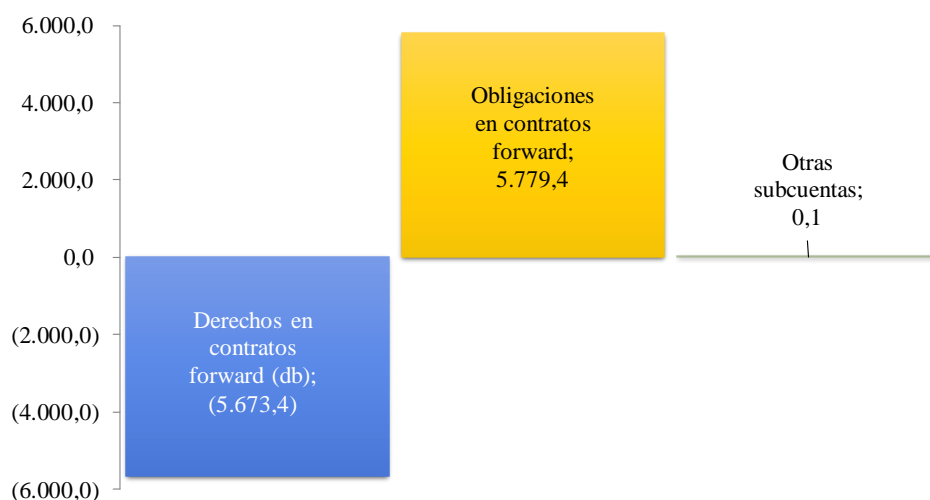 6.000,0
4.000,0
2.000,0
0,0
(2.000,0)
(4.000,0)
(6.000,0)
Derechos en
contratos
forward (db);
(5.673,4)
Obligaciones
en contratos
forward;
5.779,4
Otras
subcuentas;
0,1